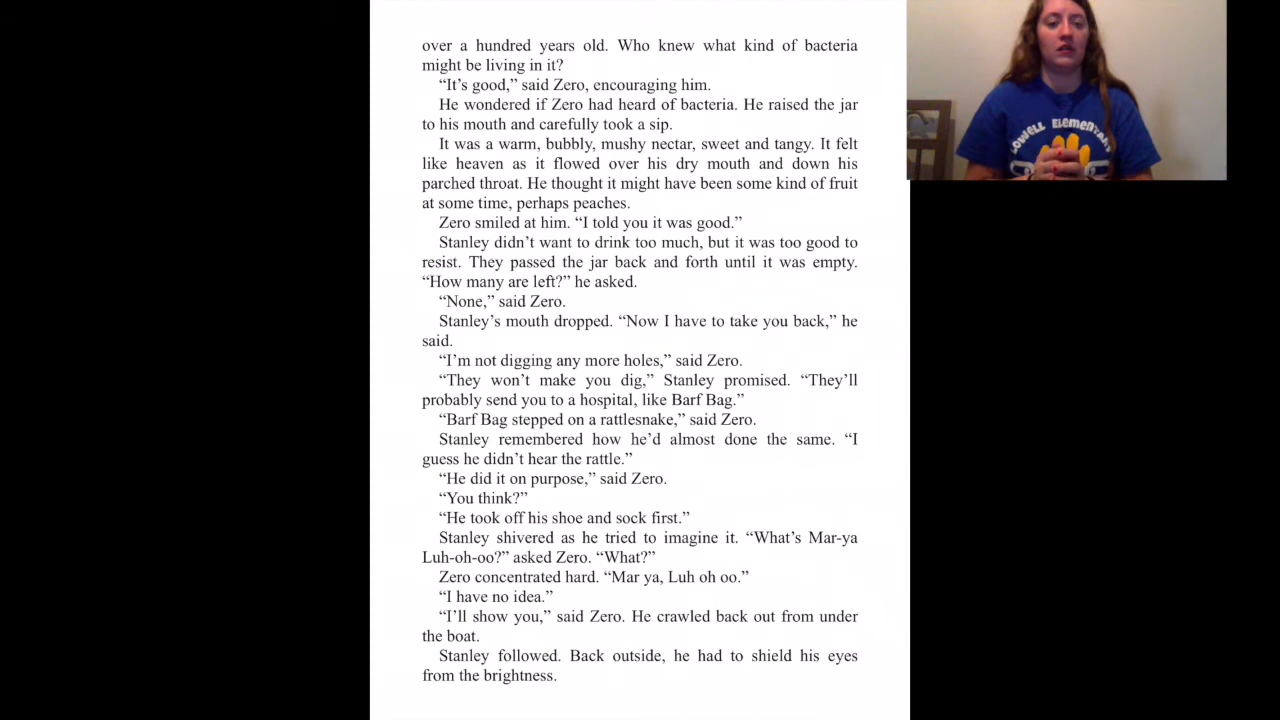 over a hundred years old. Who knew what kind of bacteria
might be living in it?
“It’s good,” said Zero, encouraging him.
He wondered if Zero had heard of bacteria. He raised the jar
to his mouth and carefully took a sip.
It was a warm, bubbly, mushy nectar, sweet and tangy. It felt
like heaven as it flowed over his dry mouth and down his
parched throat. He thought it might have been some kind of fruit
at some time, perhaps peaches.
Zero smiled at him. “I told you it was good.”
Stanley didn’t want to drink too much, but it was too good to
resist. They passed the jar back and forth until it was empty.
“How many are left?” he asked.
“None,” said Zero.
Stanley’s mouth dropped. “Now I have to take you back,” he
said.
“I’m not digging any more holes,” said Zero.
“They won’t make you dig,” Stanley promised. “They’ll
probably send you to a hospital, like Barf Bag.”
“Barf Bag stepped on a rattlesnake,” said Zero.
Stanley remembered how he’d almost done the same. “I
guess he didn’t hear the rattle.”
“He did it on purpose,” said Zero.
“You think?”
“He took off his shoe and sock first.”
Stanley shivered as he tried to imagine it. “What’s Mar-ya
Luh-oh-oo?” asked Zero. “What?”
Zero concentrated hard. “Mar ya, Luh oh oo.”
“I have no idea.”
“I’ll show you,” said Zero. He crawled back out from under
the boat.
Stanley followed. Back outside, he had to shield his eyes
from the brightness.
LOWELL ELEMENTARY